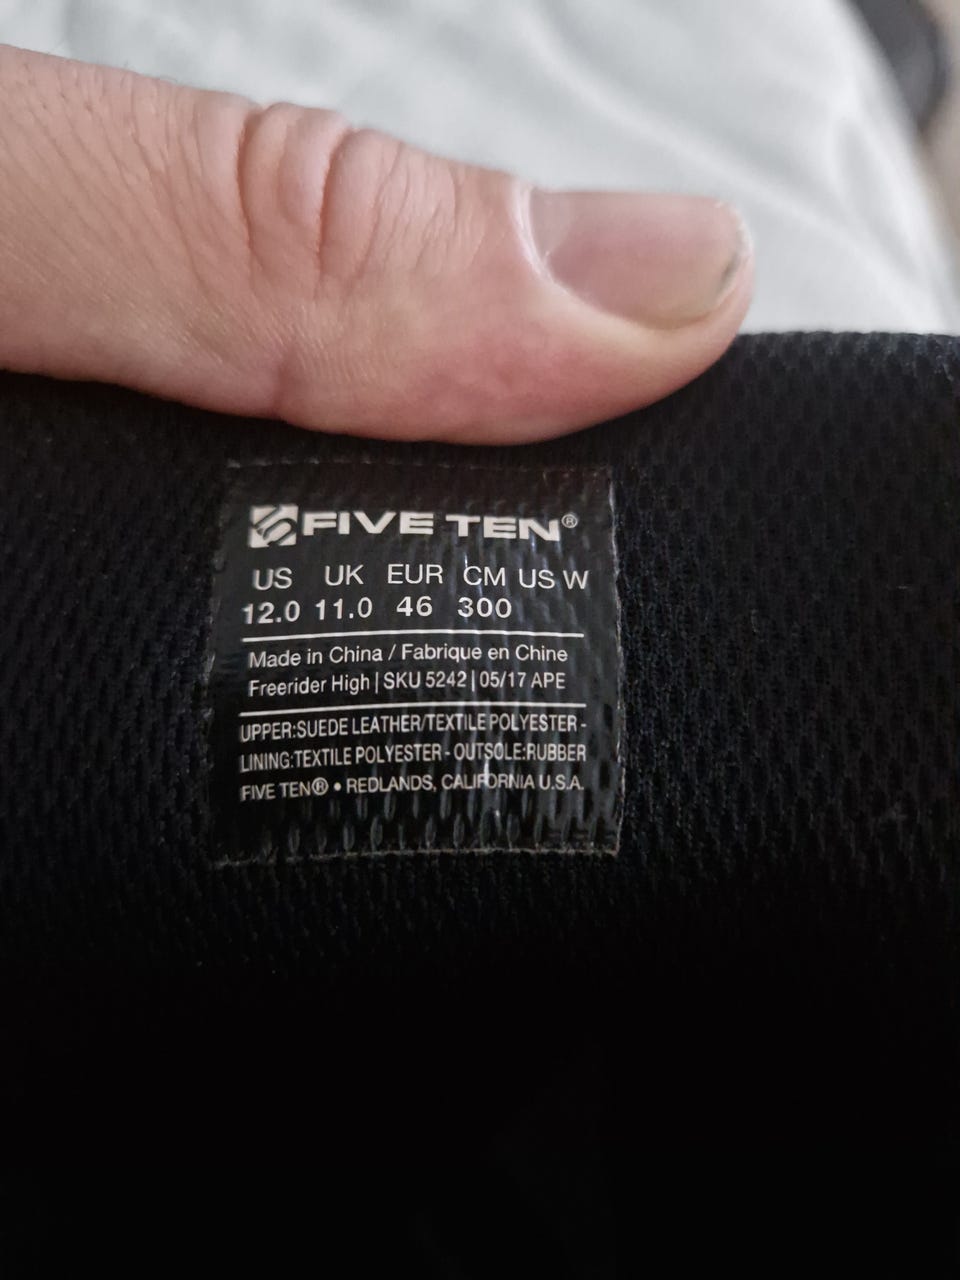 FIVE TEN®
US UK EUR CM US W
12.0 11.0 46 300
Made in China / Fabrique en Chine
Freerider High | SKU 5242 | 05/17 APE
UPPER:SUEDE LEATHER/TEXTILE POLYESTER -
LINING:TEXTILE POLYESTER - OUTSOLE:RUBBER
FIVE TEN® • REDLANDS, CALIFORNIA U.S.A.